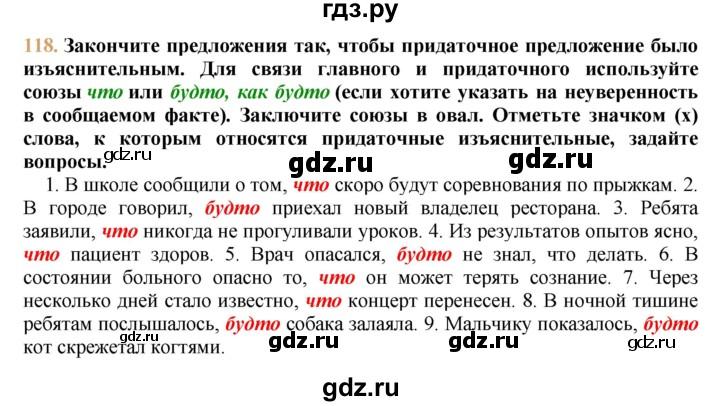 гдз.ру
118. Закончите предложения так, чтобы придаточное предложение было
изъяснительным. Для связи главного и придаточного используйте
союзы что или будто, как будто (если хотите указать на неуверенность
в сообщаемом факте). Заключите союзы в овал. Отметьте значком (х)
слова, к которым относятся придаточные изъяснительные, задайте
вопросы.
gdz.ru gdz.ru gdz.ru
1. В школе сообщили о том, что скоро будут соревнования по прыжкам. 2.
В городе говорил, будто приехал новый владелец ресторана. 3. Ребята
заявили, что никогда не прогуливали уроков. 4. Из результатов опытов ясно,
что пациент здоров. 5. Врач опасался, будто не знал, что делать. 6. В
состоянии больного опасно то, что он может терять сознание. 7. Через
несколько дней стало известно, что концерт перенесен. 8. В ночной тишине
ребятам послышалось, будто собака залаяла. 9. Мальчику показалось, будто
gdz.ru gdz.ru gdz.ru
кот скрежетал когтями.
gdz.ru